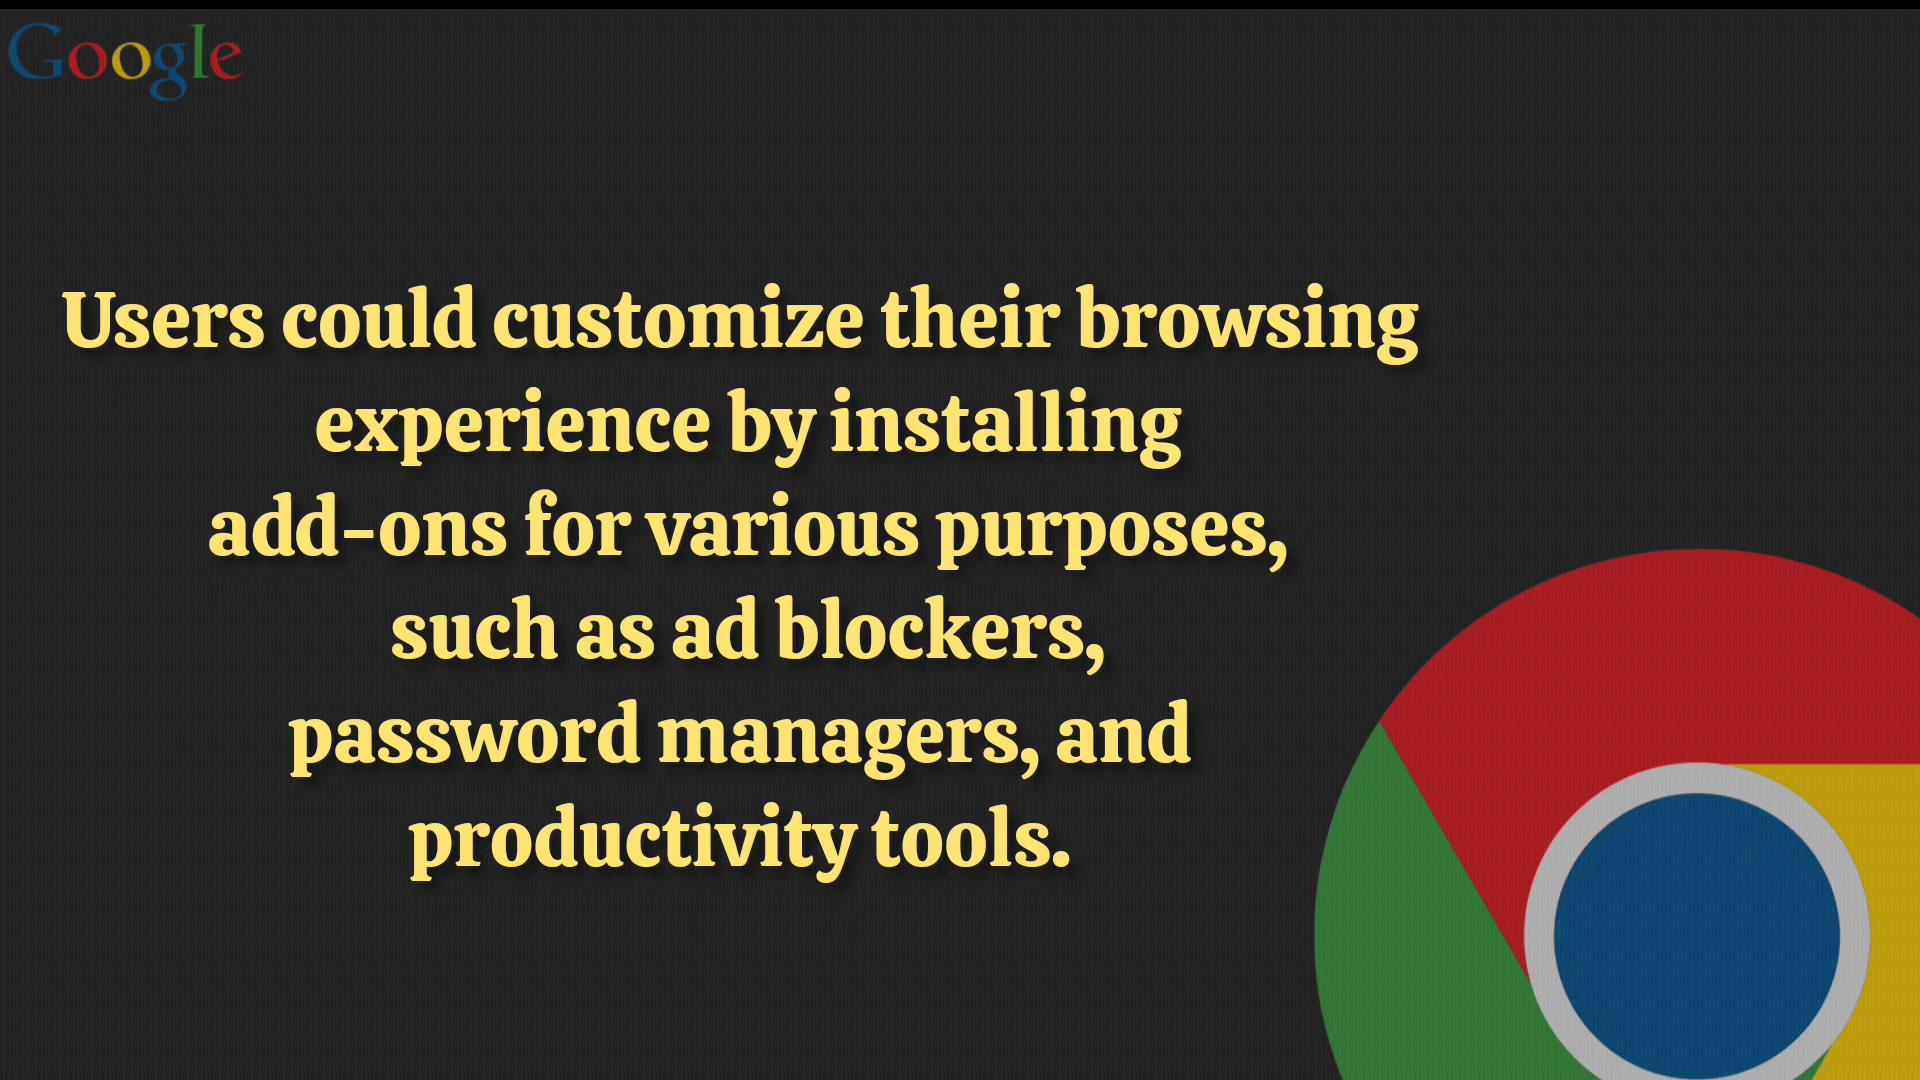 Google
Users could customize their browsing
experience by installing
add-ons for various purposes,
such as ad blockers,
password managers, and
productivity tools.